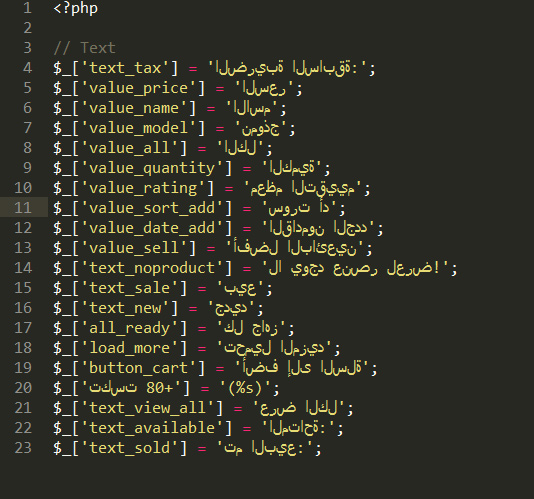 1 <?php
2
3 // Text
4 $_['text_tax'] = 'الضريبة السابقة:';
5 $_['value_price'] = 'السعر';
6 $_['value_name'] = 'الاسم';
7 $_['value_model'] = 'نموذج';
8 $_['value_all'] = 'الكل';
9 $_['value_quantity'] = 'الكمية';
10 $_['value_rating'] = 'معظم التقييم';
11 $_['value_sort_add'] = 'سورت أد';
12 $_['value_date_add'] = 'القادمون الجدد';
13 $_['value_sell'] = 'أفضل البائعين';
14 $_['text_noproduct'] = 'لا يوجد عنصر لعرض!';
15 $_['text_sale'] = 'بيع';
16 $_['text_new'] = 'جديد';
17 $_['all_ready'] = 'كل جاهز';
18 $_['load_more'] = 'تحميل المزيد';
19 $_['button_cart'] = 'أضف إلى السلة';
20 $_['تكست 80+'] = '(%s)';
21 $_['text_view_all'] = 'عرض الكل';
22 $_['text_available'] = 'المتاحة:';
23 $_['text_sold'] = 'تم البيع:';